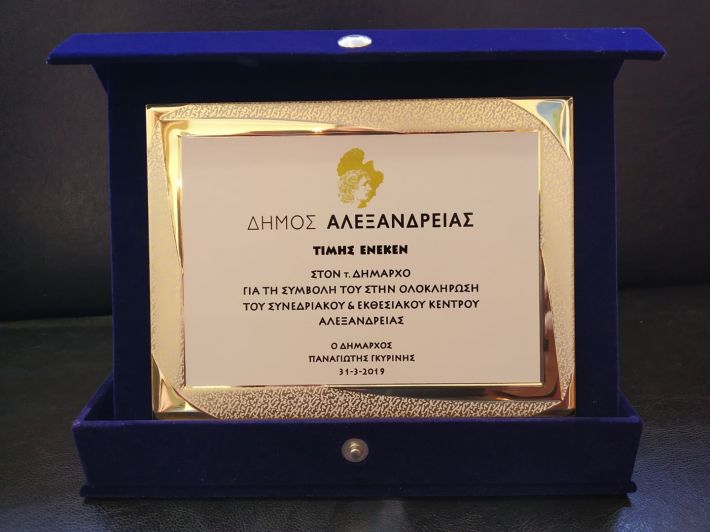 ΔΗΜΟΣ ΑΛΕΞΑΝΔΡΕΙΑΣ
ΤΙΜΗΣ ΕΝΕΚΕΝ
ΣΤΟΝ τ. ΔΗΜΑΡΧΟ
ΓΙΑ ΤΗ ΣΥΜΒΟΛΗ ΤΟΥ ΣΤΗΝ ΟΛΟΚΛΗΡΩΣΗ
ΤΟΥ ΣΥΝΕΔΡΙΑΚΟΥ & ΕΚΘΕΣΙΑΚΟΥ ΚΕΝΤΡΟΥ
ΑΛΕΞΑΝΔΡΕΙΑΣ
Ο ΔΗΜΑΡΧΟΣ
ΠΑΝΑΓΙΩΤΗΣ ΓΚΥΡΙΝΗΣ
31-3-2019